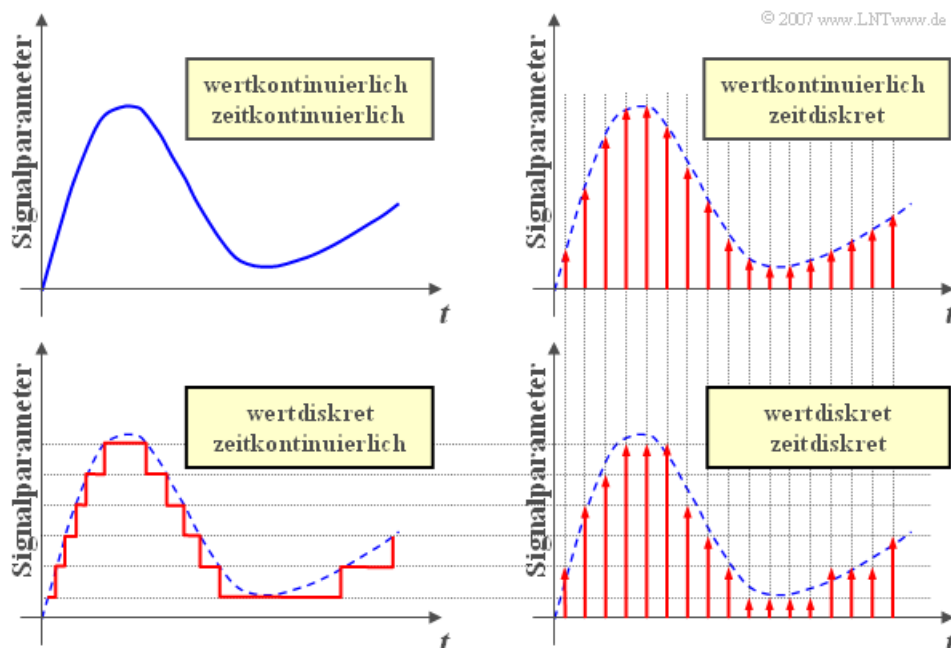 © 2007 www.LNTwww.de
Signalparameter
wertkontinuierlich
zeitkontinuierlich
t
Signalparameter
wertkontinuierlich
zeitdiskret
t
Signalparameter
wertdiskret
zeitkontinuierlich
t
Signalparameter
wertdiskret
zeitdiskret
t